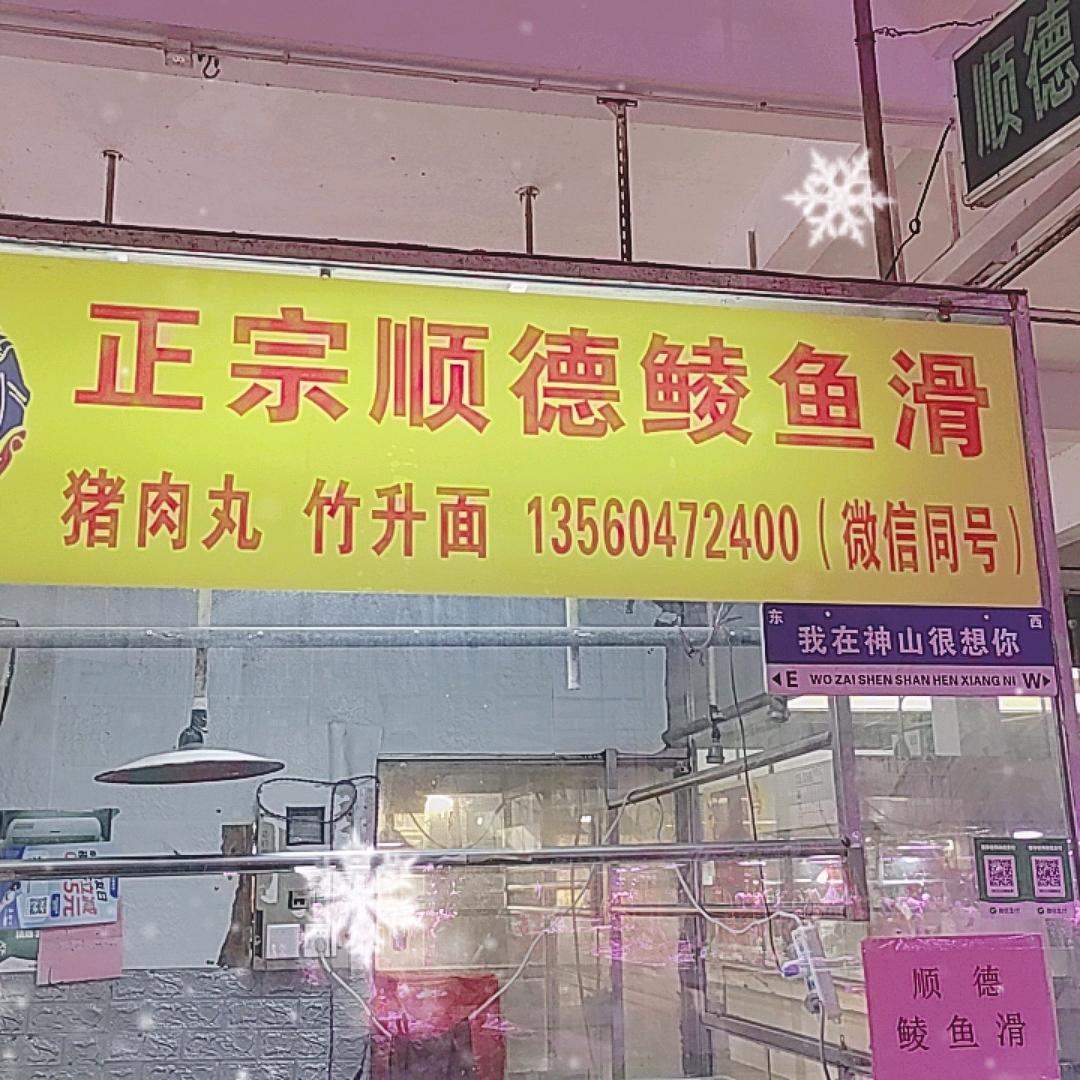 顺德
正宗顺德鲮鱼滑
猪肉丸 竹升面 13560472400（微信同号）
东 西
我在神山很想你
E WO ZAI SHEN SHAN HEN XIANG NI W
顺德
鲮鱼滑